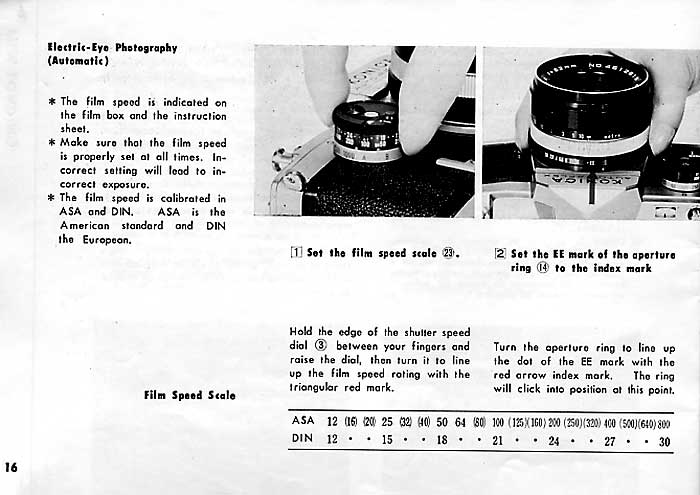 Electric-Eye Photography
(Automatic)
* The film speed is indicated on
the film box and the instruction
sheet.
* Make sure that the film speed
is properly set at all times. In-
correct setting will lead to in-
correct exposure.
* The film speed is calibrated in
ASA and DIN. ASA is the
American standard and DIN
the European.
1 Set the film speed scale ㉓.
2 Set the EE mark of the aperture
ring ⑭ to the index mark
Hold the edge of the shutter speed
dial ③ between your fingers and
raise the dial, then turn it to line
up the film speed rating with the
triangular red mark.
Turn the aperture ring to line up
the dot of the EE mark with the
red arrow index mark. The ring
will click into position at this point.
Film Speed Scale
ASA 12 (16) (20) 25 (32) (40) 50 64 (80) 100 (125)(160) 200 (250)(320) 400 (500)(640) 800
DIN 12 • • 15 • • 18 • • 21 • • 24 • • 27 • • 30
16
KONICA